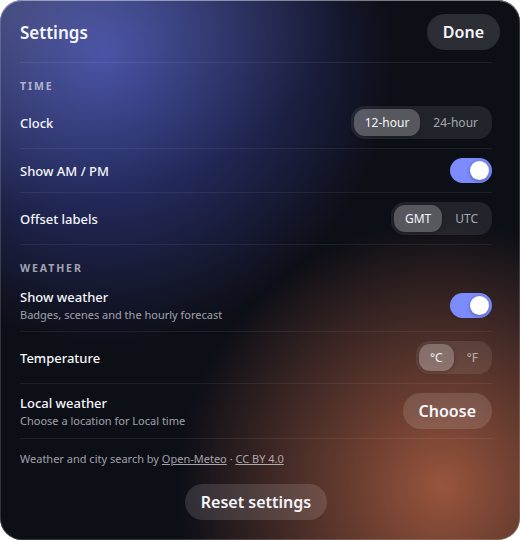 Settings
Done
TIME
Clock
12-hour 24-hour
Show AM / PM
Offset labels
GMT UTC
WEATHER
Show weather
Badges, scenes and the hourly forecast
Temperature
°C °F
Local weather
Choose a location for Local time
Choose
Weather and city search by Open-Meteo · CC BY 4.0
Reset settings